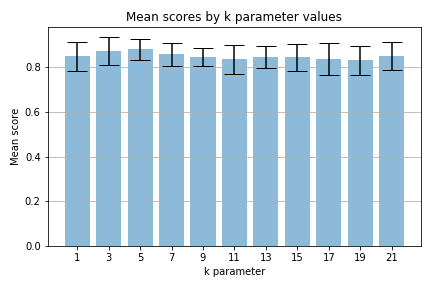 Mean scores by k parameter values
Mean score
0.8
0.6
0.4
0.2
0.0
1 3 5 7 9 11 13 15 17 19 21
k parameter